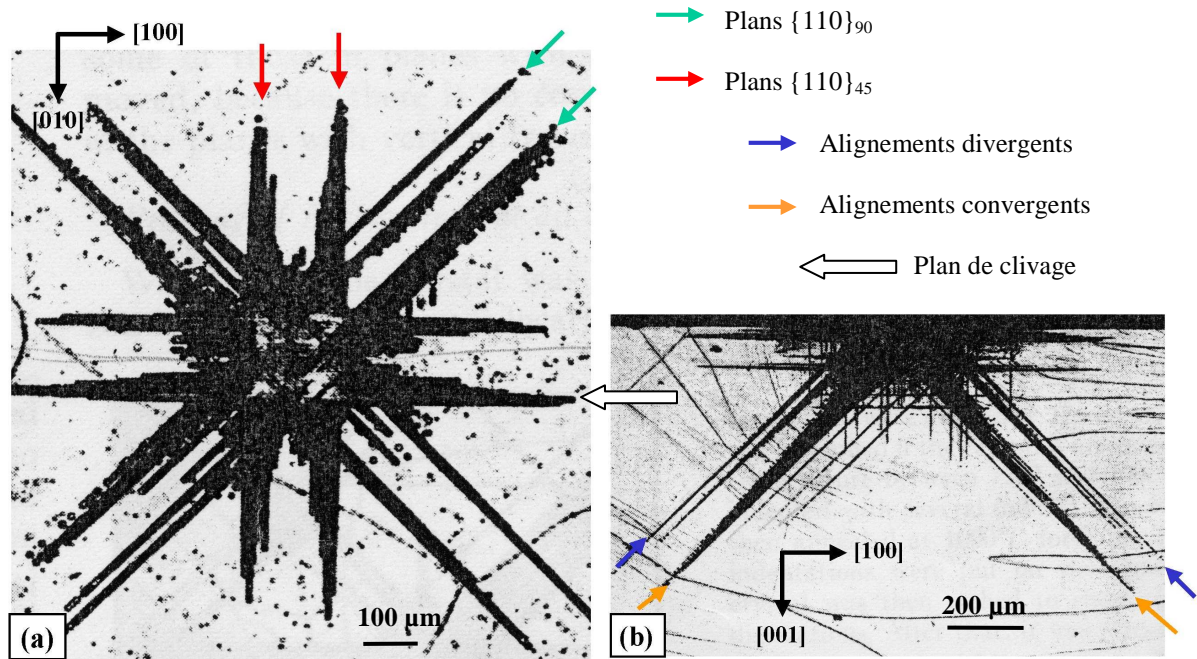 [100]
[010]
(a)
100 µm
Plans {110}90
Plans {110}45
Alignements divergents
Alignements convergents
Plan de clivage
[100]
[001]
200 µm
(b)